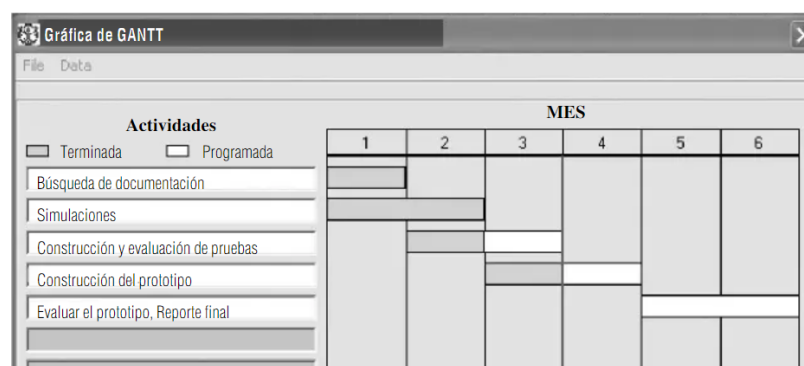 Gráfica de GANTT
File Data
Actividades
MES
Terminada Programada
1 2 3 4 5 6
Búsqueda de documentación
Simulaciones
Construcción y evaluación de pruebas
Construcción del prototipo
Evaluar el prototipo, Reporte final